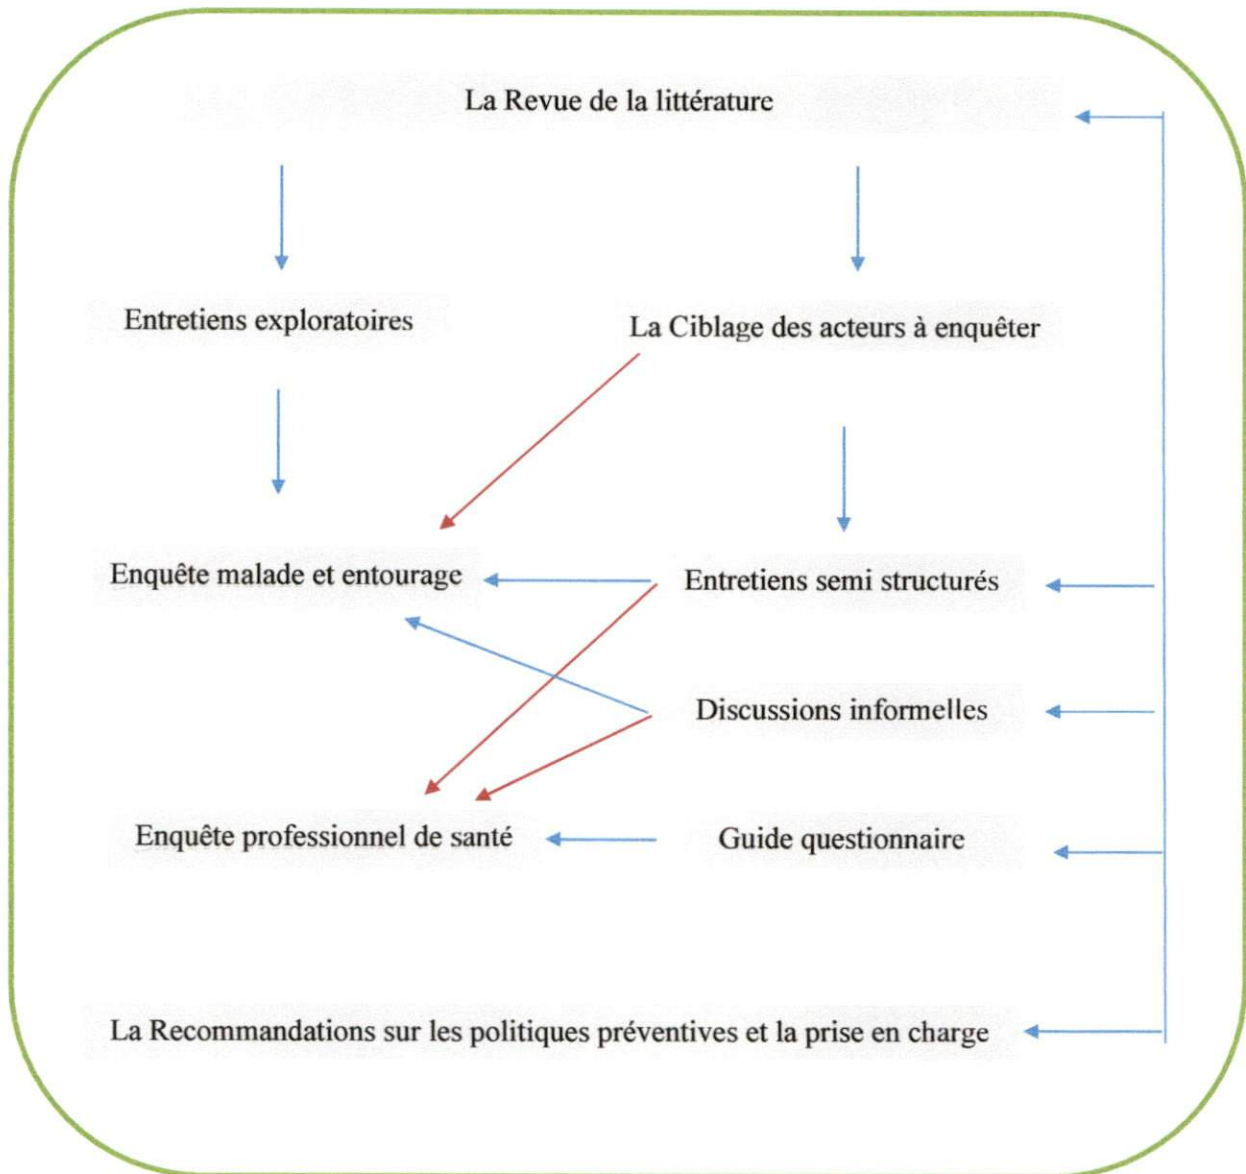 La Revue de la littérature
Entretiens exploratoires
La Ciblage des acteurs à enquêter
Enquête malade et entourage
Entretiens semi structurés
Discussions informelles
Enquête professionnel de santé
Guide questionnaire
La Recommandations sur les politiques préventives et la prise en charge